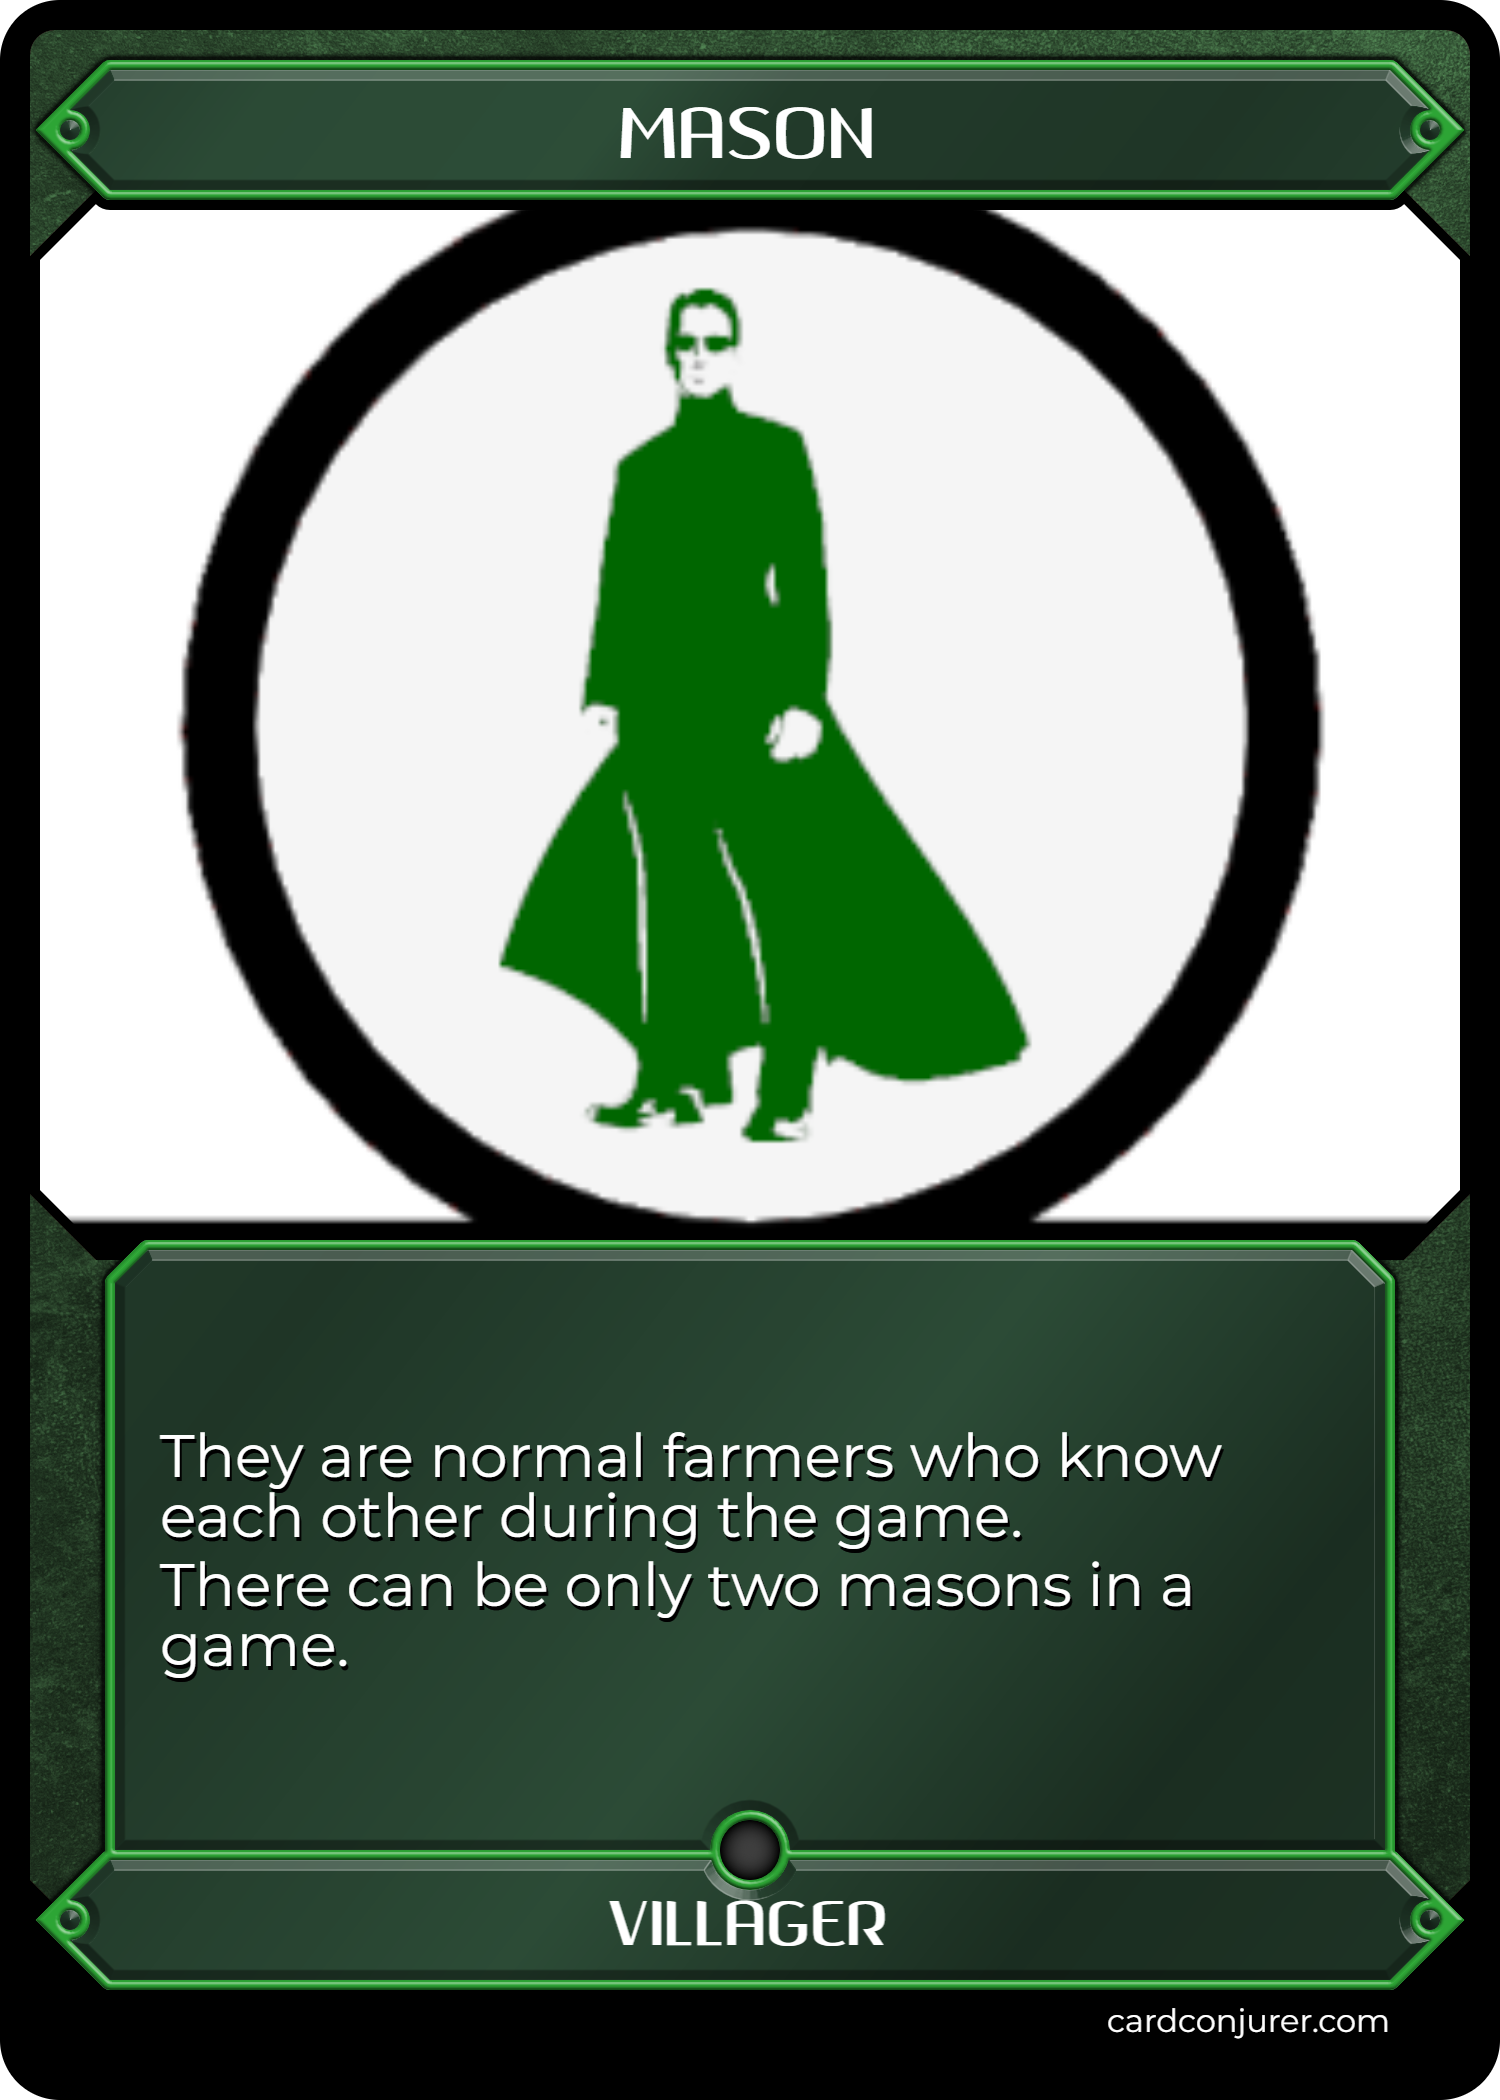 MASON
They are normal farmers who know
each other during the game.
There can be only two masons in a
game.
VILLAGER
cardconjurer.com